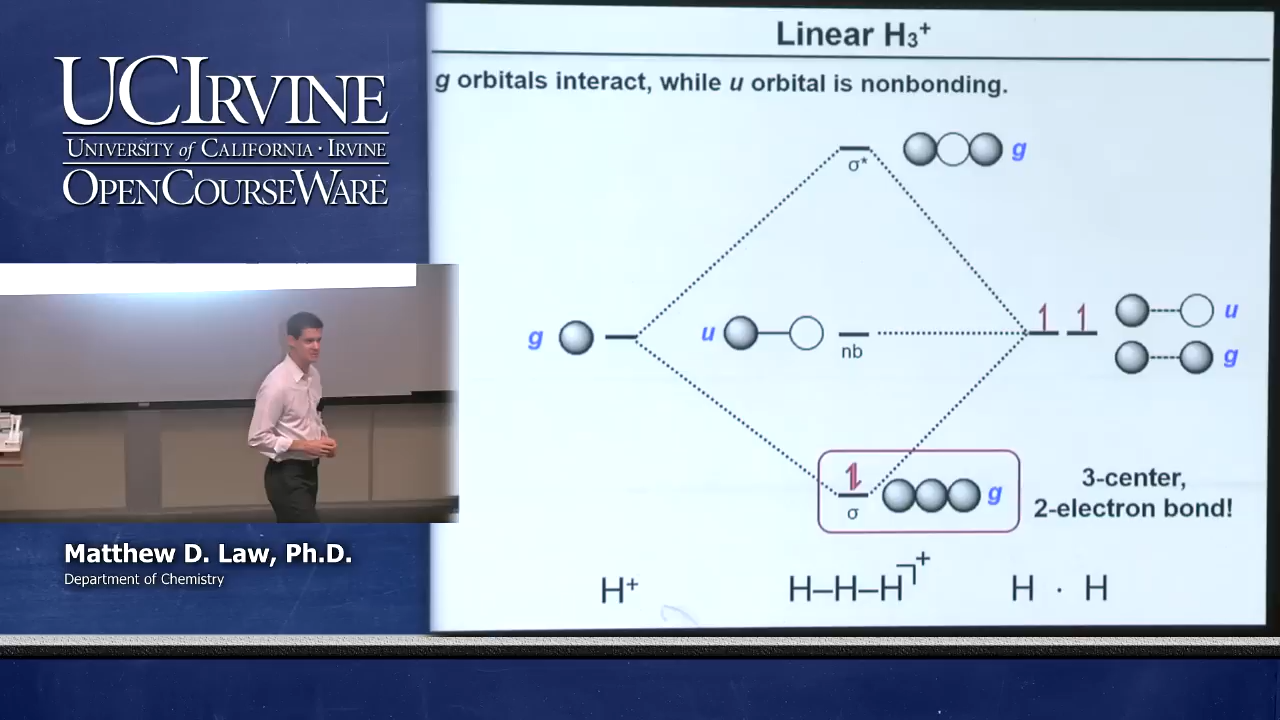 UCIRVINE
UNIVERSITY of CALIFORNIA · IRVINE
OPENCOURSEWARE
Matthew D. Law, Ph.D.
Department of Chemistry
Linear H₃⁺
g orbitals interact, while u orbital is nonbonding.
σ*
g
g
u
nb
u
g
σ
g
3-center,
2-electron bond!
H⁺
H–H–H⁺
H · H